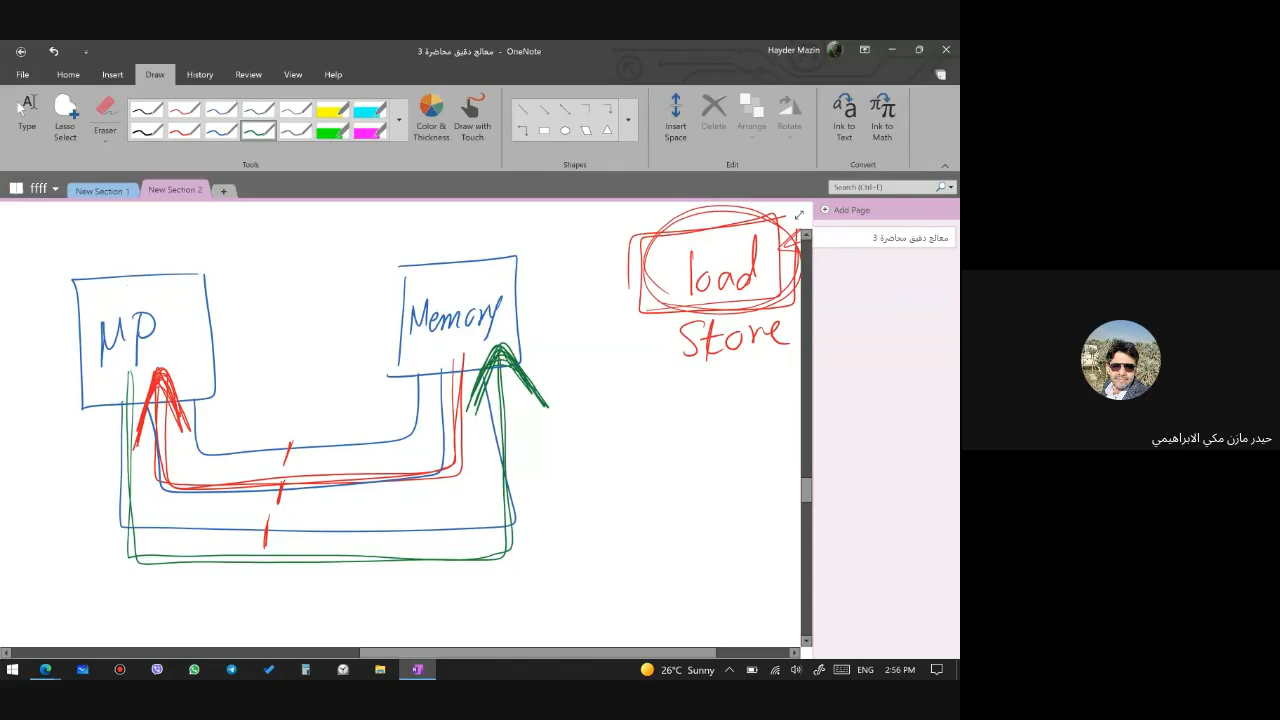 معالج دقيق محاضرة 3 - OneNote
Hayder Mazin
File Home Insert Draw History Review View Help
Type
Lasso Select
Eraser
Color & Thickness
Draw with Touch
Insert Space
Delete
Arrange
Rotate
Ink to Text
Ink to Math
Tools
Shapes
Edit
Convert
ffff
New Section 1
New Section 2
Search (Ctrl+E)
Add Page
معالج دقيق محاضرة 3
load
Store
MP
Memory
حيدر مازن مكي الابراهيمي
26°C Sunny
ENG
2:56 PM